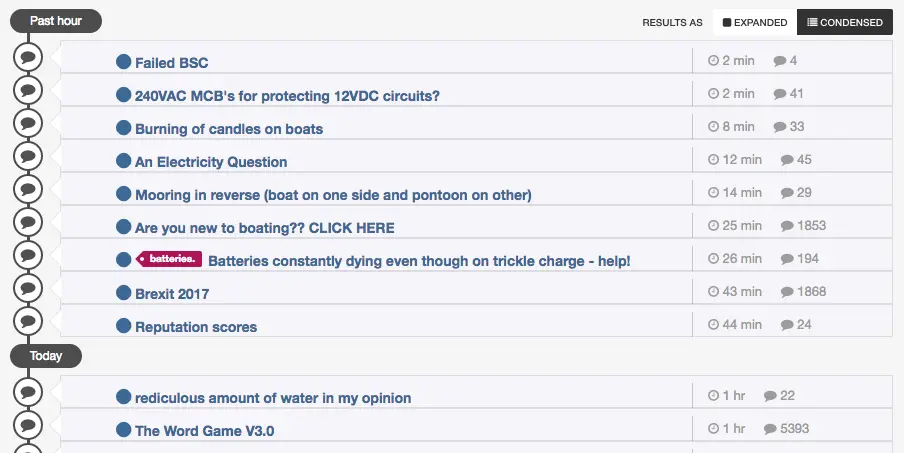 Past hour
RESULTS AS EXPANDED CONDENSED
Failed BSC 2 min 4
240VAC MCB's for protecting 12VDC circuits? 2 min 41
Burning of candles on boats 8 min 33
An Electricity Question 12 min 45
Mooring in reverse (boat on one side and pontoon on other) 14 min 29
Are you new to boating?? CLICK HERE 25 min 1853
batteries. Batteries constantly dying even though on trickle charge - help! 26 min 194
Brexit 2017 43 min 1868
Reputation scores 44 min 24
Today
rediculous amount of water in my opinion 1 hr 22
The Word Game V3.0 1 hr 5393